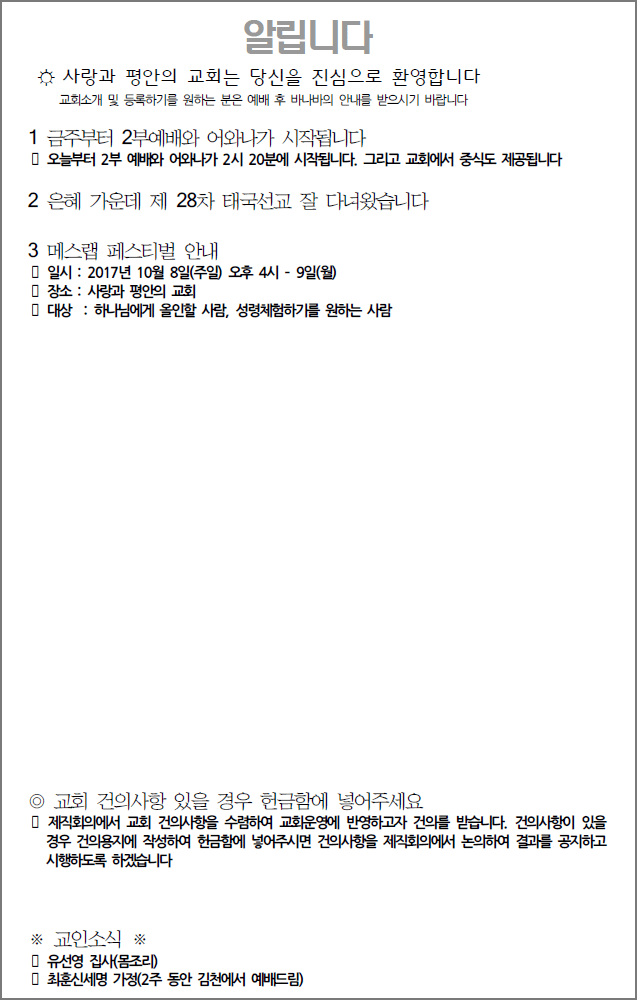 알립니다
☼ 사랑과 평안의 교회는 당신을 진심으로 환영합니다
교회소개 및 등록하기를 원하는 분은 예배 후 바나바의 안내를 받으시기 바랍니다
1 금주부터 2부예배와 어와나가 시작됩니다
▯ 오늘부터 2부 예배와 어와나가 2시 20분에 시작됩니다. 그리고 교회에서 중식도 제공됩니다
2 은혜 가운데 제 28차 태국선교 잘 다녀왔습니다
3 메스랩 페스티벌 안내
▯ 일시 : 2017년 10월 8일(주일) 오후 4시 - 9일(월)
▯ 장소 : 사랑과 평안의 교회
▯ 대상 : 하나님에게 올인할 사람, 성령체험하기를 원하는 사람
◎ 교회 건의사항 있을 경우 헌금함에 넣어주세요
▯ 제직회의에서 교회 건의사항을 수렴하여 교회운영에 반영하고자 건의를 받습니다. 건의사항이 있을
경우 건의용지에 작성하여 헌금함에 넣어주시면 건의사항을 제직회의에서 논의하여 결과를 공지하고
시행하도록 하겠습니다
※ 교인소식 ※
▯ 유선영 집사(몸조리)
▯ 최훈신세명 가정(2주 동안 김천에서 예배드림)